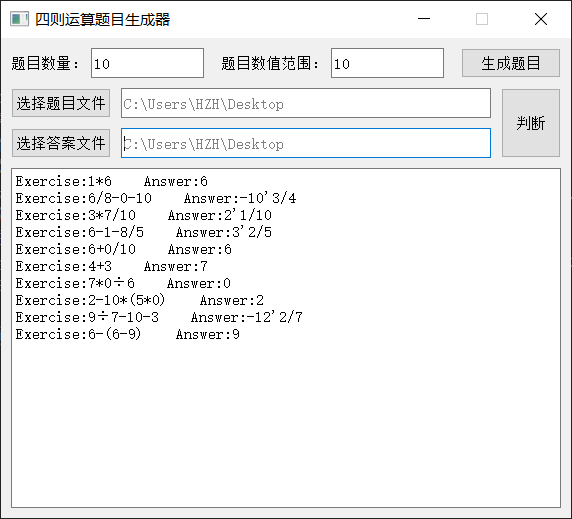 四则运算题目生成器
题目数量： 10 题目数值范围： 10 生成题目
选择题目文件 C:\Users\HZH\Desktop 判断
选择答案文件 C:\Users\HZH\Desktop
Exercise:1*6    Answer:6
Exercise:6/8-0-10    Answer:-10'3/4
Exercise:3*7/10    Answer:2'1/10
Exercise:6-1-8/5    Answer:3'2/5
Exercise:6+0/10    Answer:6
Exercise:4+3    Answer:7
Exercise:7*0÷6    Answer:0
Exercise:2-10*(5*0)    Answer:2
Exercise:9÷7-10-3    Answer:-12'2/7
Exercise:6-(6-9)    Answer:9